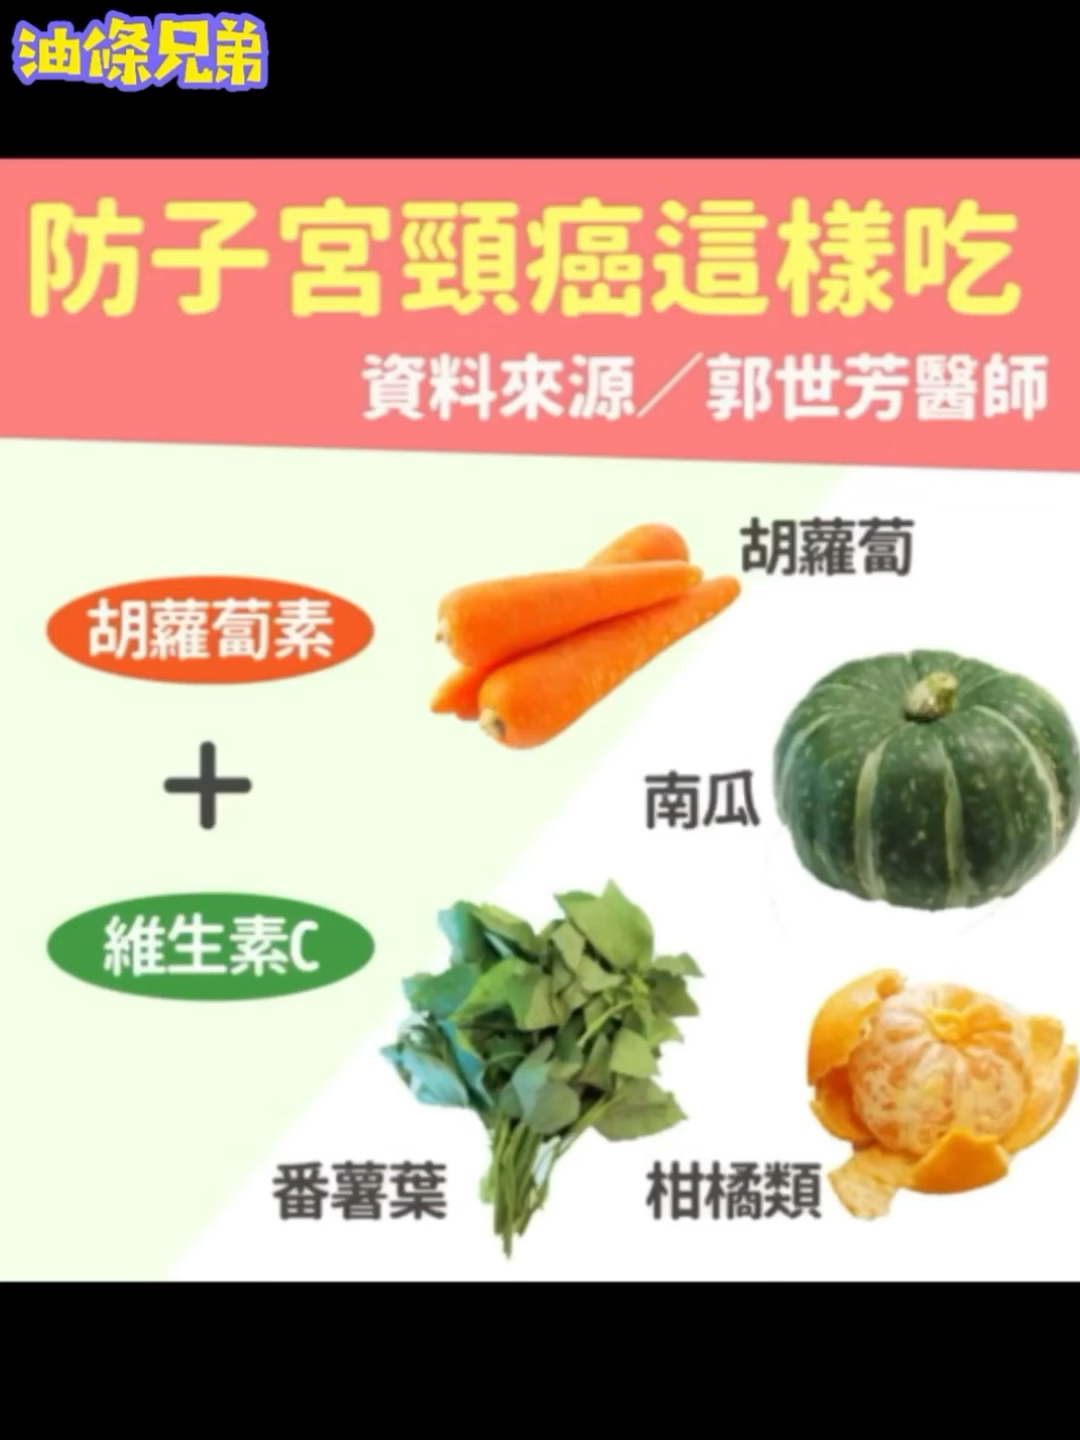 油條兄弟
防子宮頸癌這樣吃
資料來源／郭世芳醫師
胡蘿蔔
胡蘿蔔素
+
南瓜
維生素C
番薯葉
柑橘類